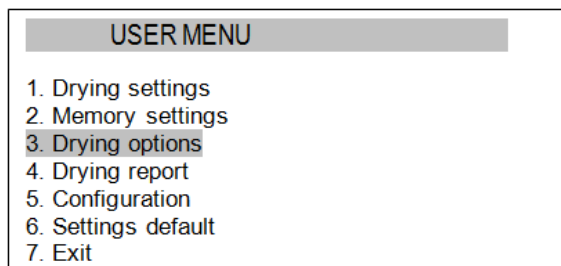 USER MENU
1. Drying settings
2. Memory settings
3. Drying options
4. Drying report
5. Configuration
6. Settings default
7. Exit